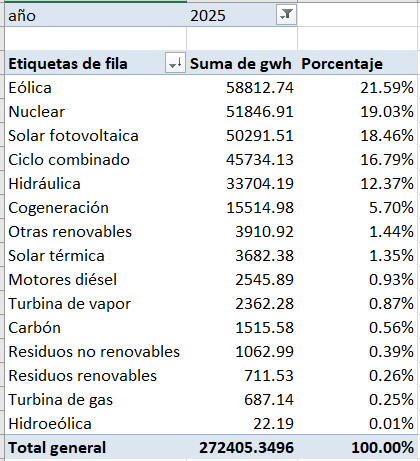 año 2025
Etiquetas de fila Suma de gwh Porcentaje
Eólica 58812.74 21.59%
Nuclear 51846.91 19.03%
Solar fotovoltaica 50291.51 18.46%
Ciclo combinado 45734.13 16.79%
Hidráulica 33704.19 12.37%
Cogeneración 15514.98 5.70%
Otras renovables 3910.92 1.44%
Solar térmica 3682.38 1.35%
Motores diésel 2545.89 0.93%
Turbina de vapor 2362.28 0.87%
Carbón 1515.58 0.56%
Residuos no renovables 1062.99 0.39%
Residuos renovables 711.53 0.26%
Turbina de gas 687.14 0.25%
Hidroeólica 22.19 0.01%
Total general 272405.3496 100.00%